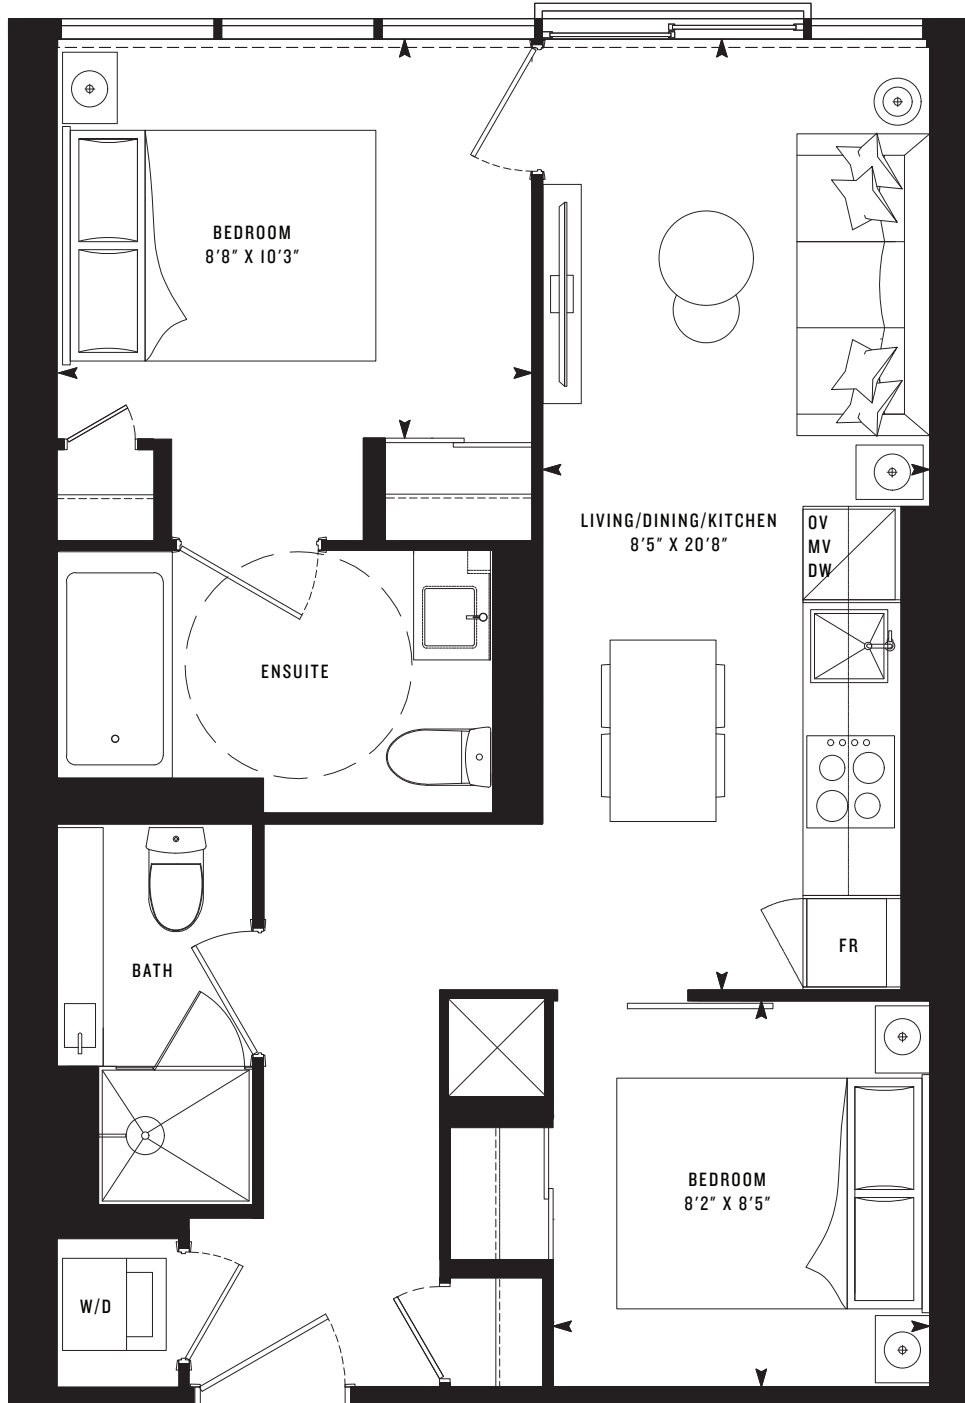 BEDROOM
8'8" X 10'3"
LIVING/DINING/KITCHEN
8'5" X 20'8"
OV
MV
DW
ENSUITE
FR
BATH
BEDROOM
8'2" X 8'5"
W/D